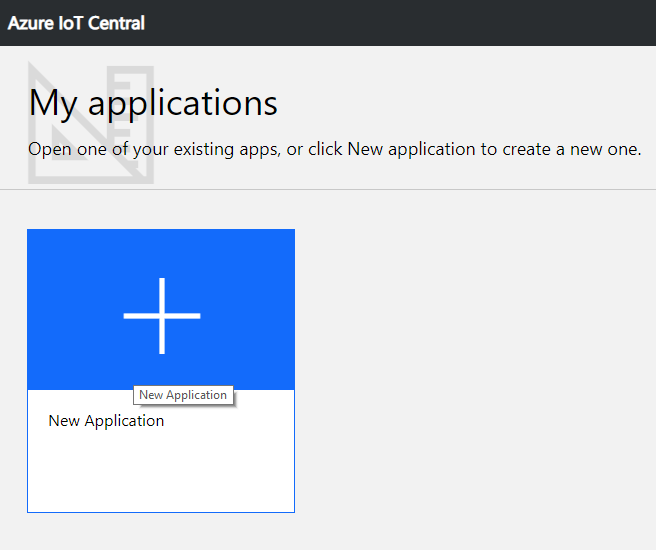 Azure IoT Central
My applications
Open one of your existing apps, or click New application to create a new one.
New Application
New Application